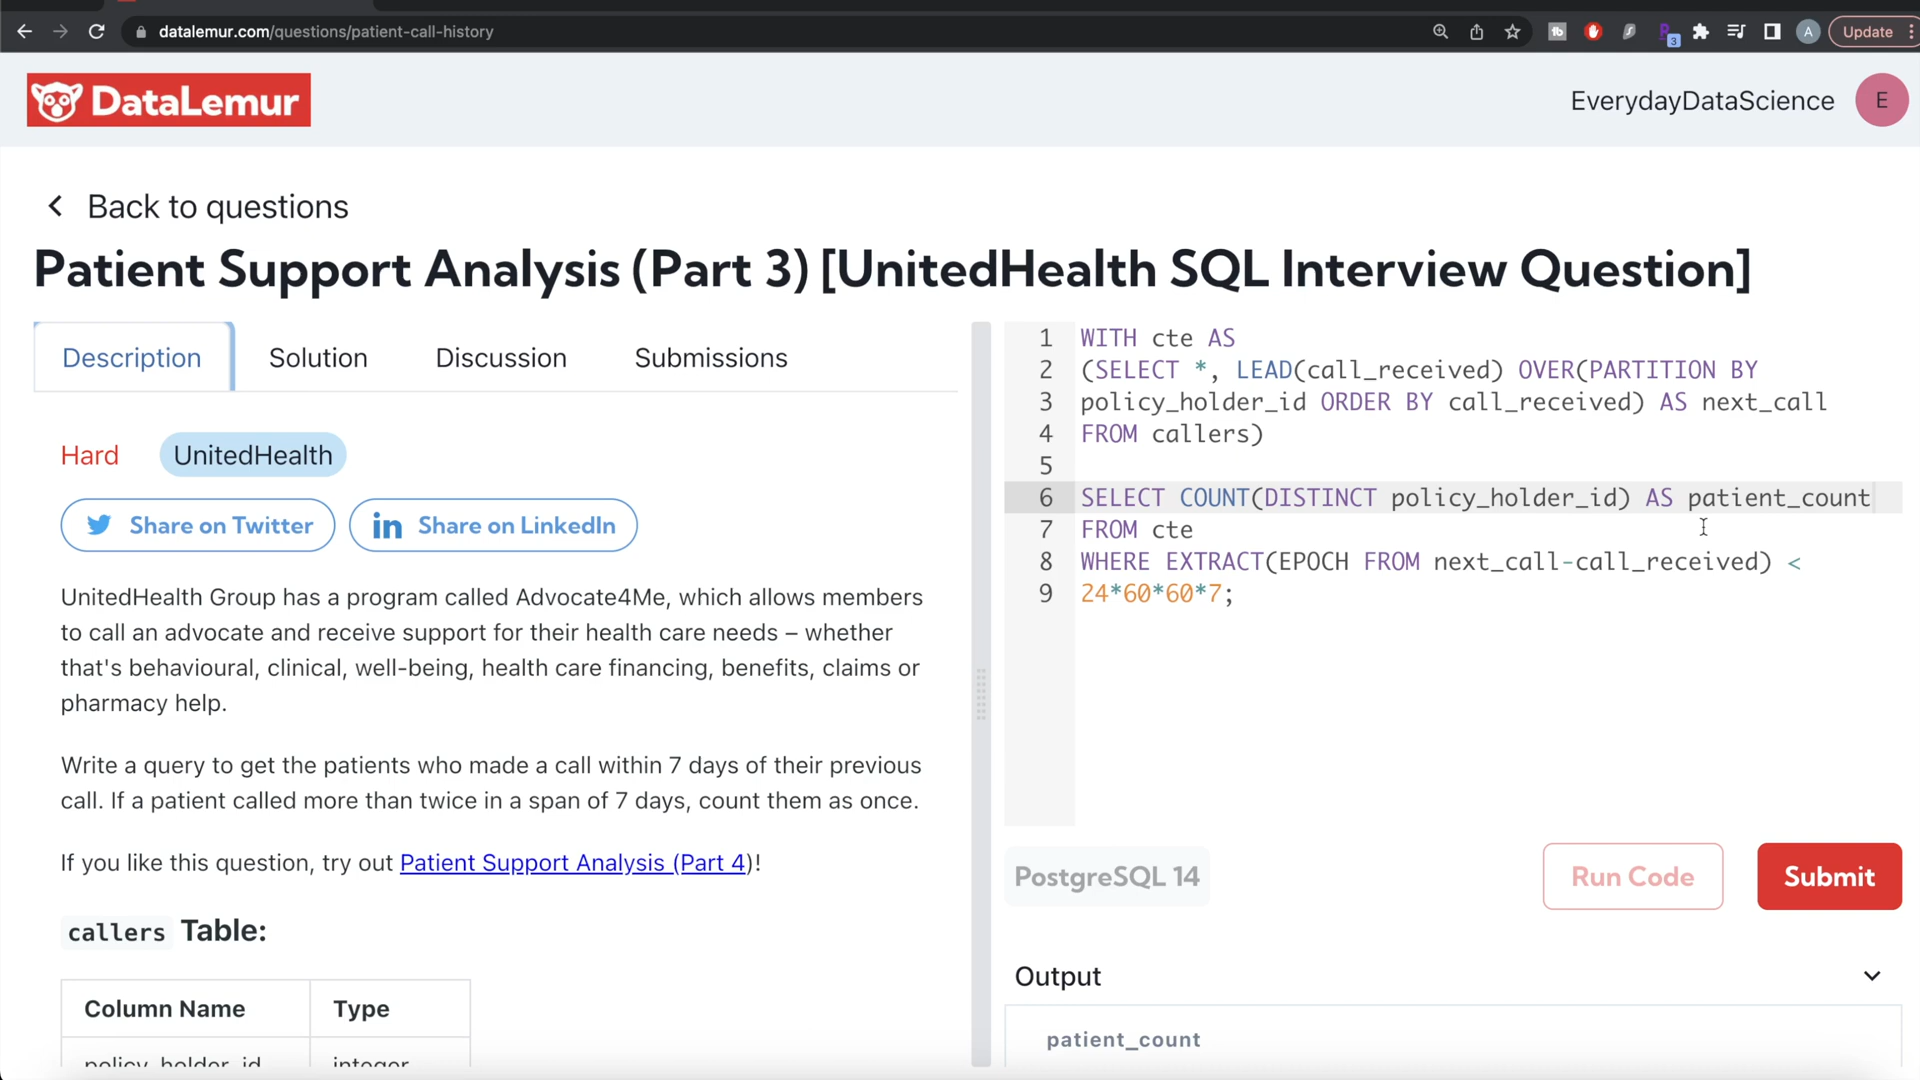 datalemur.com/questions/patient-call-history
Update
3
A
DataLemur
EverydayDataScience
E
Back to questions
Patient Support Analysis (Part 3) [UnitedHealth SQL Interview Question]
Description
Solution
Discussion
Submissions
Hard
UnitedHealth
Share on Twitter
Share on LinkedIn
UnitedHealth Group has a program called Advocate4Me, which allows members
to call an advocate and receive support for their health care needs – whether
that's behavioural, clinical, well-being, health care financing, benefits, claims or
pharmacy help.
Write a query to get the patients who made a call within 7 days of their previous
call. If a patient called more than twice in a span of 7 days, count them as once.
If you like this question, try out Patient Support Analysis (Part 4)!
callers Table:
Column Name Type
policy_holder_id integer
1 WITH cte AS
2 (SELECT *, LEAD(call_received) OVER(PARTITION BY
3 policy_holder_id ORDER BY call_received) AS next_call
4 FROM callers)
5
6 SELECT COUNT(DISTINCT policy_holder_id) AS patient_count
7 FROM cte
8 WHERE EXTRACT(EPOCH FROM next_call-call_received) <
9 24*60*60*7;
PostgreSQL 14
Run Code
Submit
Output
patient_count